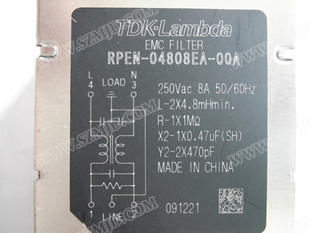 TDK-Lambda
EMC FILTER
RPEN-04808EA-00A
L N
4 LOAD 3
250Vac 8A 50/60Hz
L-2X4.8mHmin.
R-1X1MΩ
X2-1X0.47uF(SH)
Y2-2X470pF
MADE IN CHINA
1 LINE 2
091221